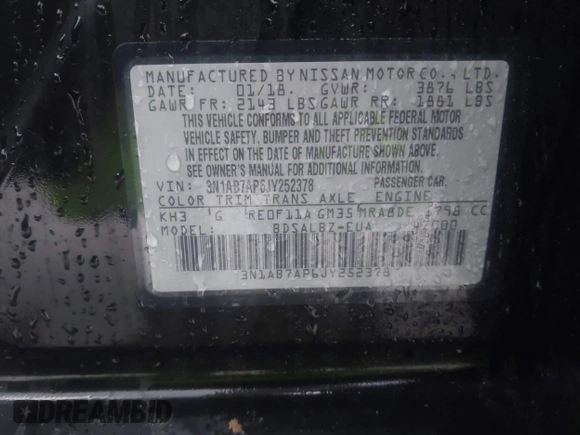 MANUFACTURED BY NISSAN MOTOR CO., LTD.
DATE: 01/18. GVWR: 3876 LBS
GAWR FR: 2143 LBS GAWR RR: 1881 LBS
THIS VEHICLE CONFORMS TO ALL APPLICABLE FEDERAL MOTOR
VEHICLE SAFETY, BUMPER AND THEFT PREVENTION STANDARDS
IN EFFECT ON THE DATE OF MANUFACTURE SHOWN ABOVE.
SEE OWNER'S MANUAL FOR MORE INFORMATION
VIN: 3N1AB7AP6JY252378 PASSENGER CAR.
COLOR TRIM TRANS AXLE ENGINE
KH3 G RE0F11A GM35 MRA8DE 1798 CC
MODEL: BDSALBZ-EUA
3N1AB7AP6JY252378
DREAMBID